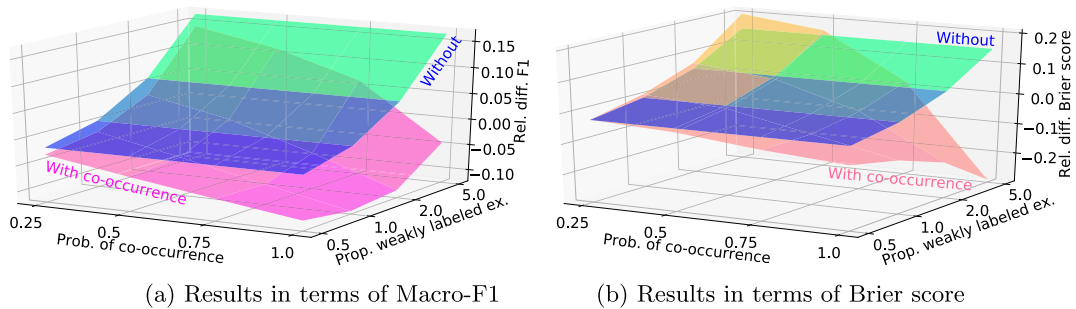 0.15
0.10
0.05
0.00
−0.05
−0.10
Rel. diff. F1
Without
With co-occurrence
0.25
0.5
0.75
1.0
Prob. of co-occurrence
0.5
1.0
2.0
5.0
Prop. weakly labeled ex.
(a) Results in terms of Macro-F1
0.2
0.1
0.0
−0.1
−0.2
Rel. diff. Brier score
Without
With co-occurrence
0.25
0.5
0.75
1.0
Prob. of co-occurrence
0.5
1.0
2.0
5.0
Prop. weakly labeled ex.
(b) Results in terms of Brier score